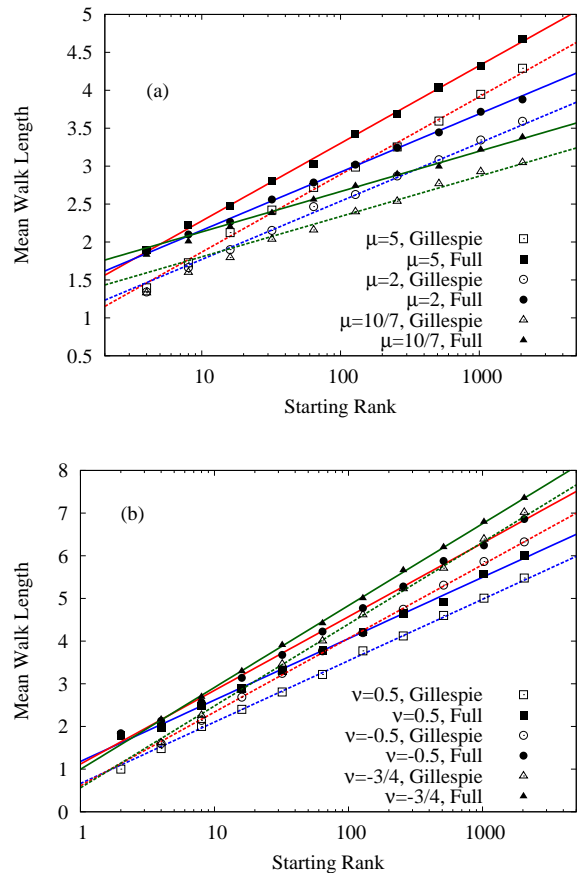 5
4.5
4
3.5
3
2.5
2
1.5
1
0.5
Mean Walk Length
(a)
μ=5, Gillespie
μ=5, Full
μ=2, Gillespie
μ=2, Full
μ=10/7, Gillespie
μ=10/7, Full
10 100 1000
Starting Rank
8
7
6
5
4
3
2
1
0
Mean Walk Length
(b)
ν=0.5, Gillespie
ν=0.5, Full
ν=-0.5, Gillespie
ν=-0.5, Full
ν=-3/4, Gillespie
ν=-3/4, Full
1 10 100 1000
Starting Rank